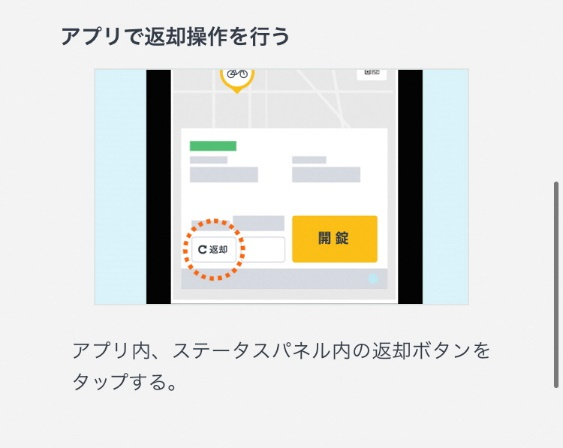 アプリで返却操作を行う
返却
開錠
アプリ内、ステータスパネル内の返却ボタンを
タップする。